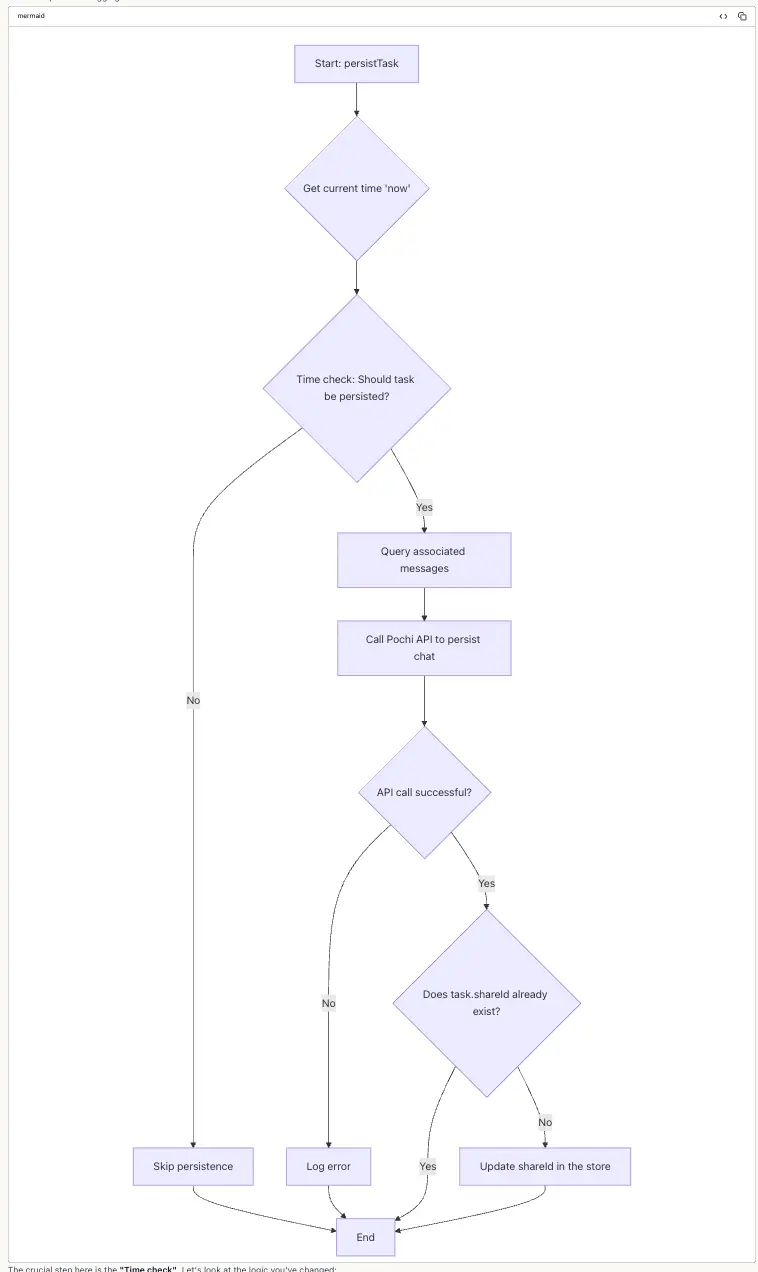 mermaid
Start: persistTask
Get current time 'now'
Time check: Should task
be persisted?
Yes
Query associated
messages
Call Pochi API to persist
chat
No
API call successful?
Yes
Does task.shareId already
exist?
No
No
Skip persistence
Log error
Yes
Update shareId in the store
End
The crucial step here is the "Time check". Let's look at the logic you've changed: